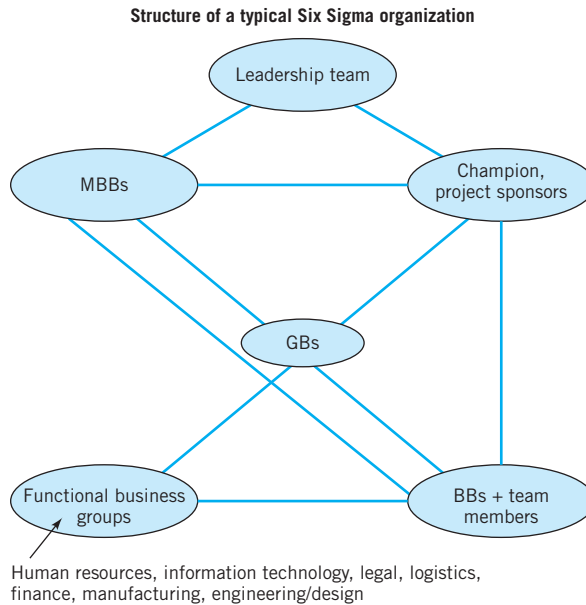 Structure of a typical Six Sigma organization
Leadership team
MBBs
Champion,
project sponsors
GBs
Functional business
groups
BBs + team
members
Human resources, information technology, legal, logistics,
finance, manufacturing, engineering/design